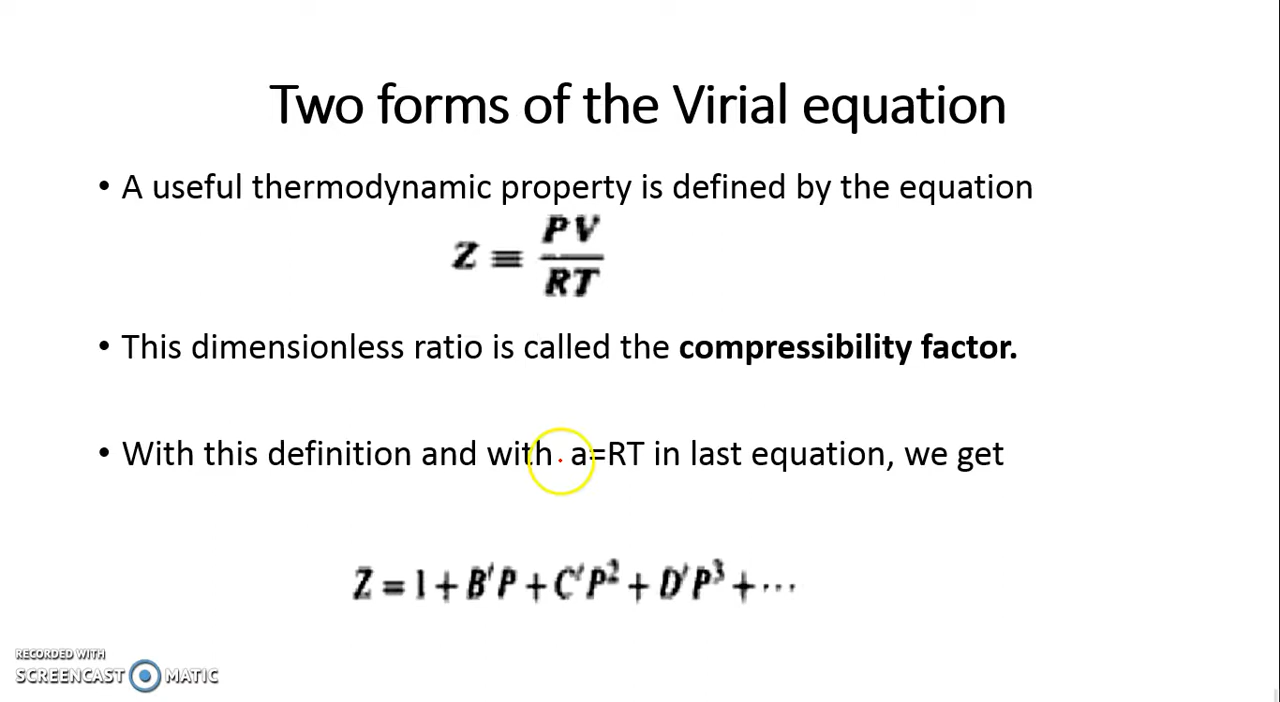 Two forms of the Virial equation
• A useful thermodynamic property is defined by the equation
Z ≡ PV / RT
• This dimensionless ratio is called the compressibility factor.
• With this definition and with a=RT in last equation, we get
Z = 1 + B'P + C'P² + D'P³ + ⋯
RECORDED WITH
SCREENCAST MATIC